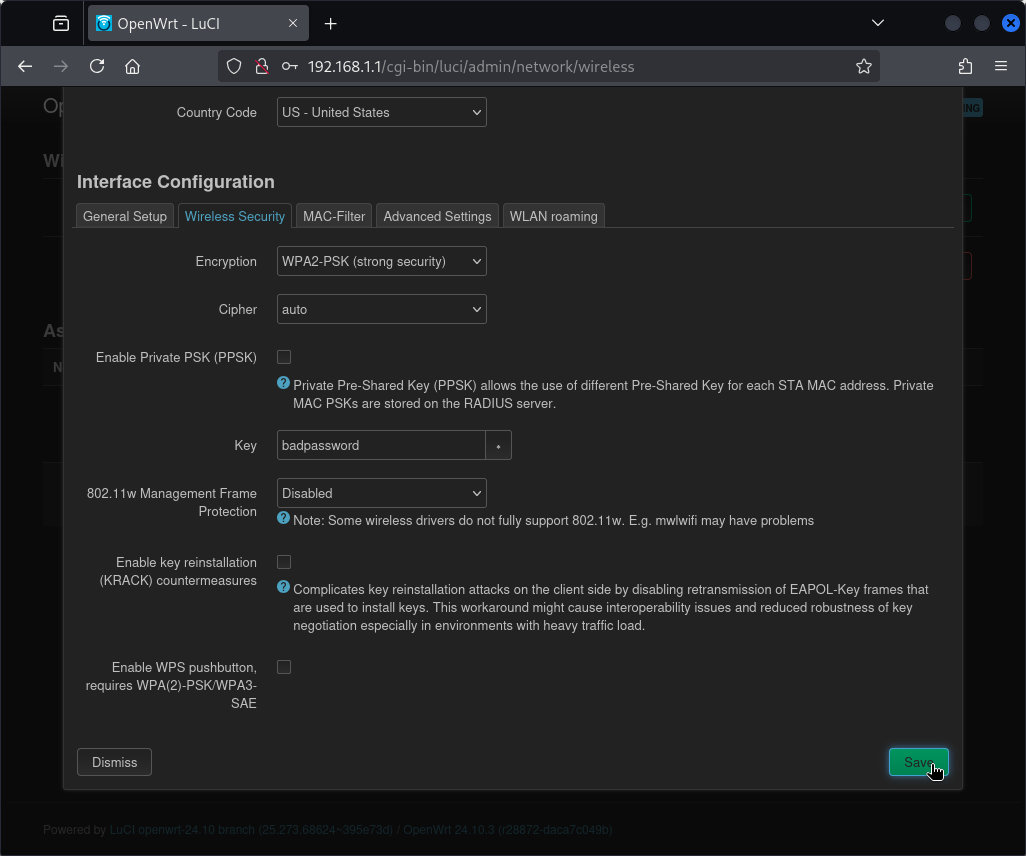 OpenWrt - LuCI
192.168.1.1/cgi-bin/luci/admin/network/wireless
Op
NG
Country Code
US - United States
Wi
Interface Configuration
General Setup
Wireless Security
MAC-Filter
Advanced Settings
WLAN roaming
Encryption
WPA2-PSK (strong security)
Cipher
auto
As
N
Enable Private PSK (PPSK)
Private Pre-Shared Key (PPSK) allows the use of different Pre-Shared Key for each STA MAC address. Private
MAC PSKs are stored on the RADIUS server.
Key
badpassword
802.11w Management Frame
Protection
Disabled
Note: Some wireless drivers do not fully support 802.11w. E.g. mwlwifi may have problems
Enable key reinstallation
(KRACK) countermeasures
Complicates key reinstallation attacks on the client side by disabling retransmission of EAPOL-Key frames that
are used to install keys. This workaround might cause interoperability issues and reduced robustness of key
negotiation especially in environments with heavy traffic load.
Enable WPS pushbutton,
requires WPA(2)-PSK/WPA3-
SAE
Dismiss
Save
Powered by LuCI openwrt-24.10 branch (25.273.68624~395e73d) / OpenWrt 24.10.3 (r28872-daca7c049b)